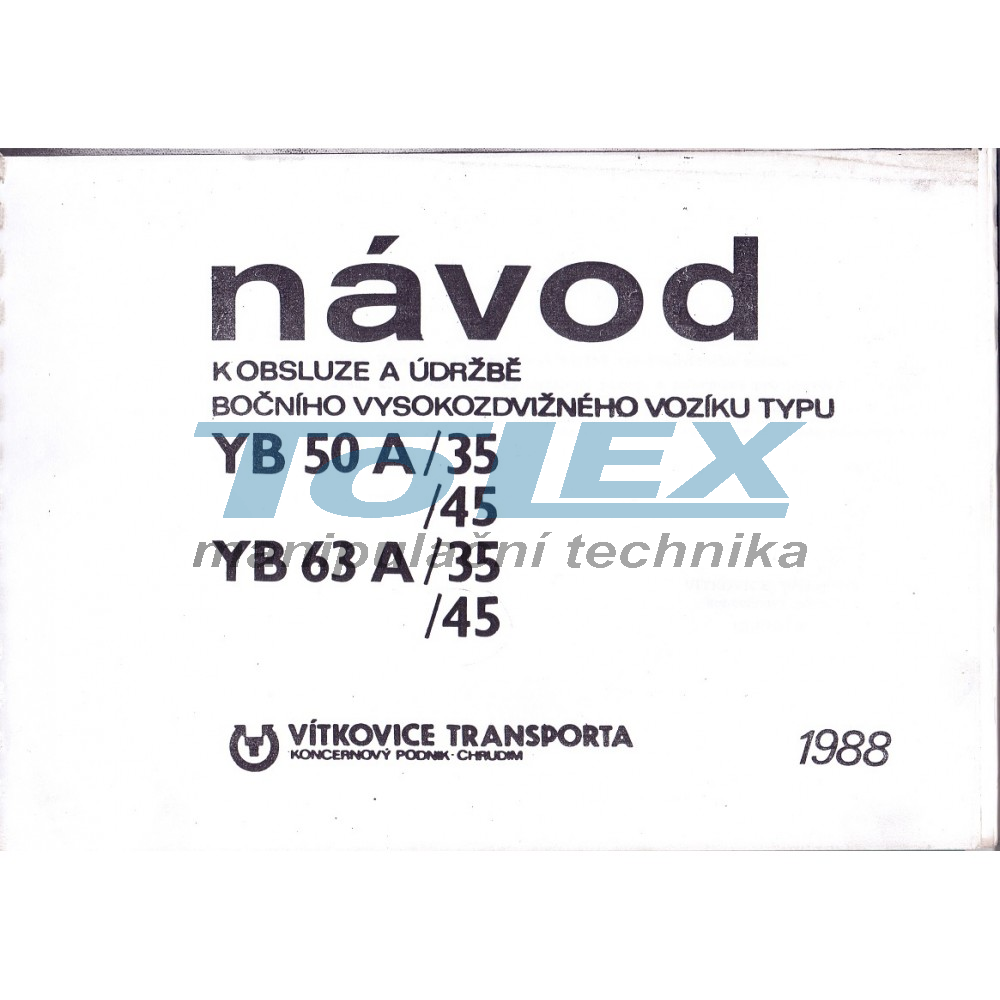 návod
K OBSLUZE A ÚDRŽBĚ
BOČNÍHO VYSOKOZDVIŽNÉHO VOZÍKU TYPU
TOLEX
YB 50 A /35
/45
manipulační technika
YB 63 A /35
/45
VÍTKOVICE TRANSPORTA
KONCERNOVÝ PODNIK - CHRUDIM
1988